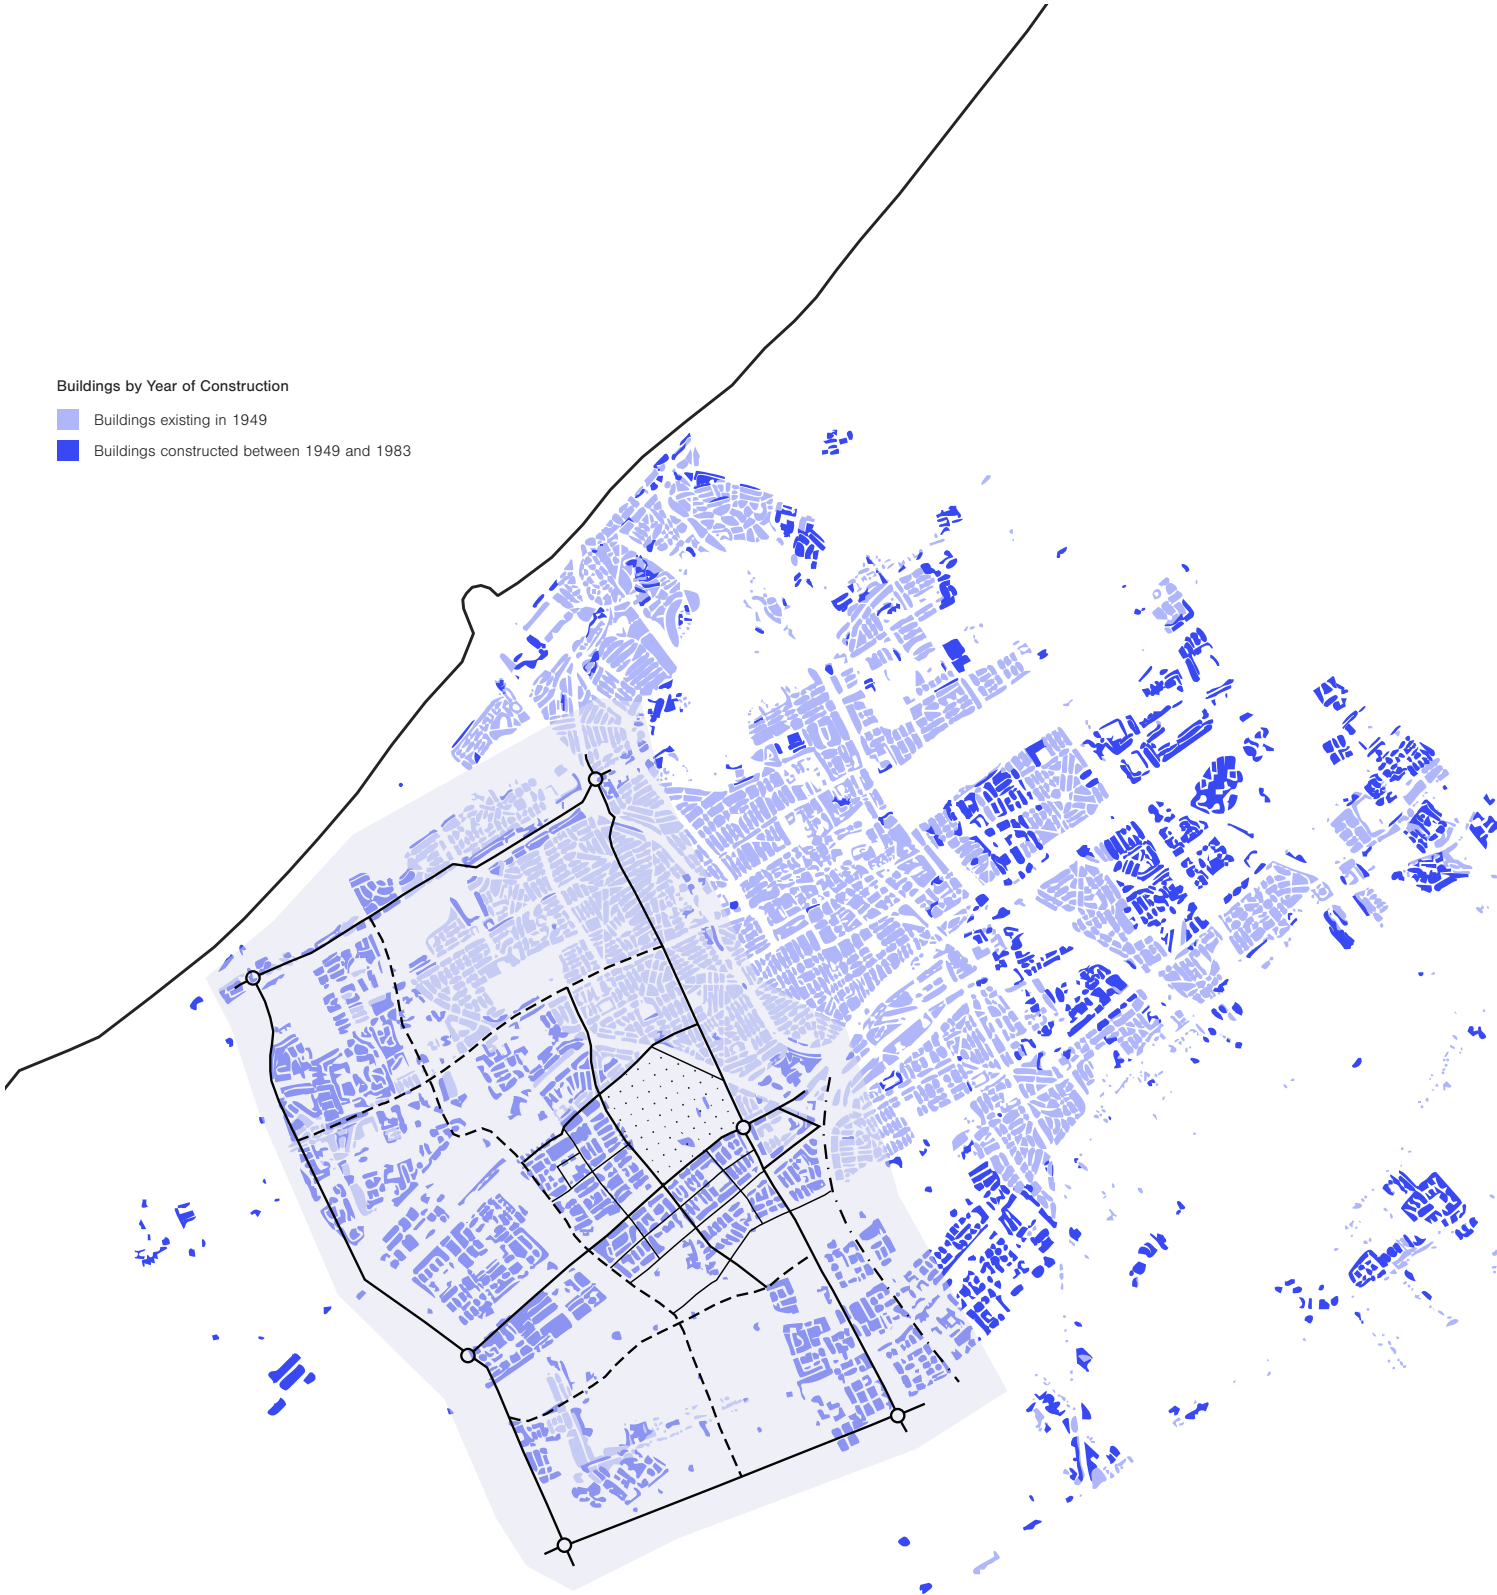 Buildings by Year of Construction
Buildings existing in 1949
Buildings constructed between 1949 and 1983